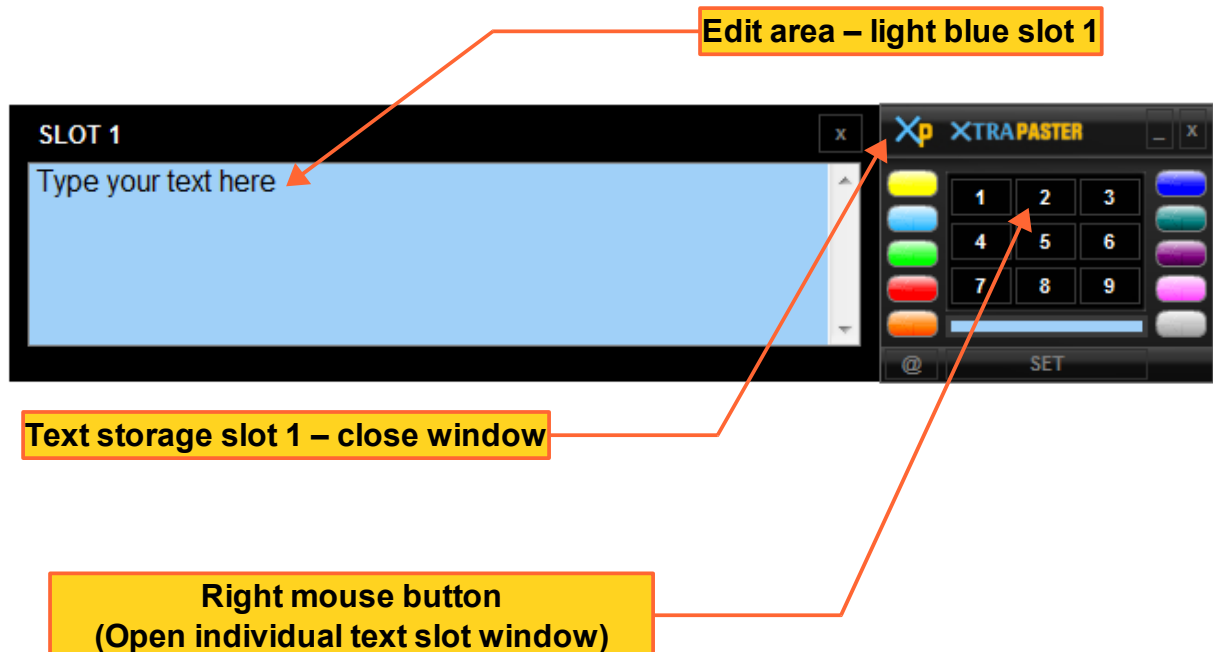 Edit area – light blue slot 1
SLOT 1
x
Xp XTRAPASTER _ x
Type your text here
1 2 3
4 5 6
7 8 9
@ SET
Text storage slot 1 – close window
Right mouse button
(Open individual text slot window)